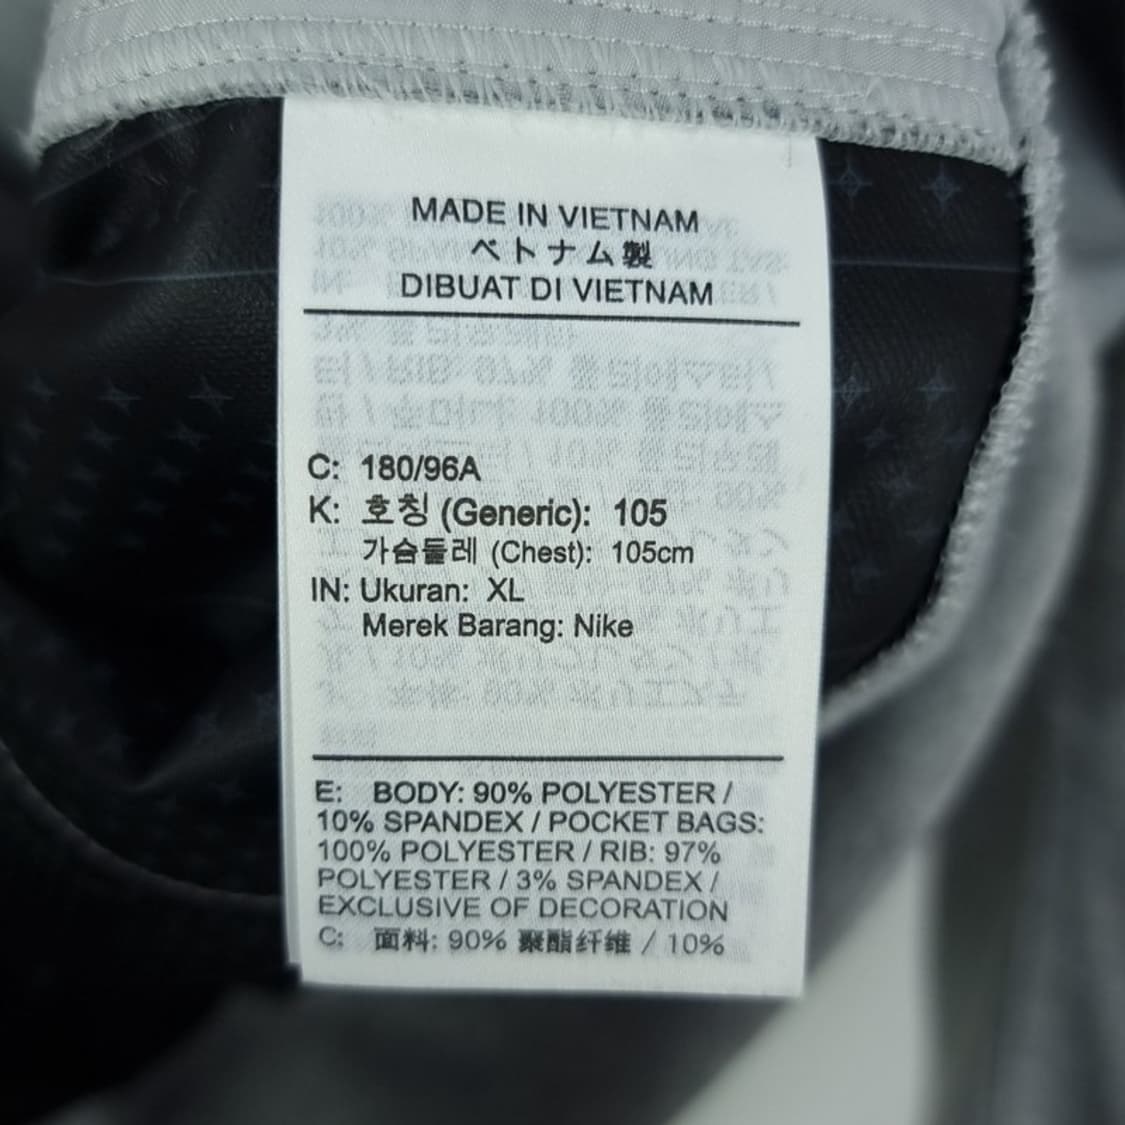 MADE IN VIETNAM
ベトナム製
DIBUAT DI VIETNAM
C: 180/96A
K: 호칭 (Generic): 105
가슴둘레 (Chest): 105cm
IN: Ukuran: XL
Merek Barang: Nike
E: BODY: 90% POLYESTER /
10% SPANDEX / POCKET BAGS:
100% POLYESTER / RIB: 97%
POLYESTER / 3% SPANDEX /
EXCLUSIVE OF DECORATION
C: 面料: 90% 聚酯纤维 / 10%